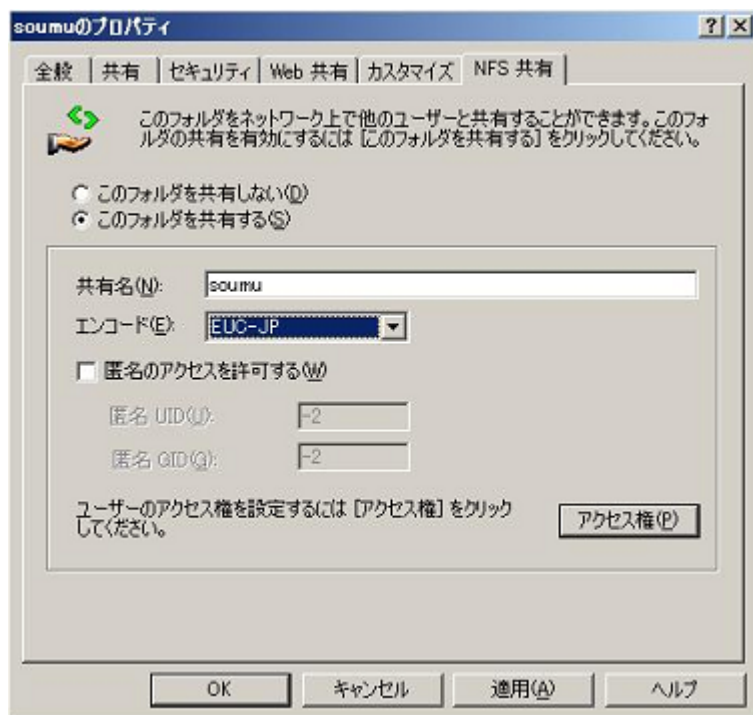 soumuのプロパティ
全般 共有 セキュリティ Web 共有 カスタマイズ NFS 共有
このフォルダをネットワーク上で他のユーザーと共有することができます。このフォ
ルダの共有を有効にするには [このフォルダを共有する] をクリックしてください。
このフォルダを共有しない(D)
このフォルダを共有する(S)
共有名(N): soumu
エンコード(E): EUC-JP
匿名のアクセスを許可する(W)
匿名 UID(U): -2
匿名 GID(G): -2
ユーザーのアクセス権を設定するには [アクセス権] をクリック
してください。
アクセス権(P)
OK キャンセル 適用(A) ヘルプ